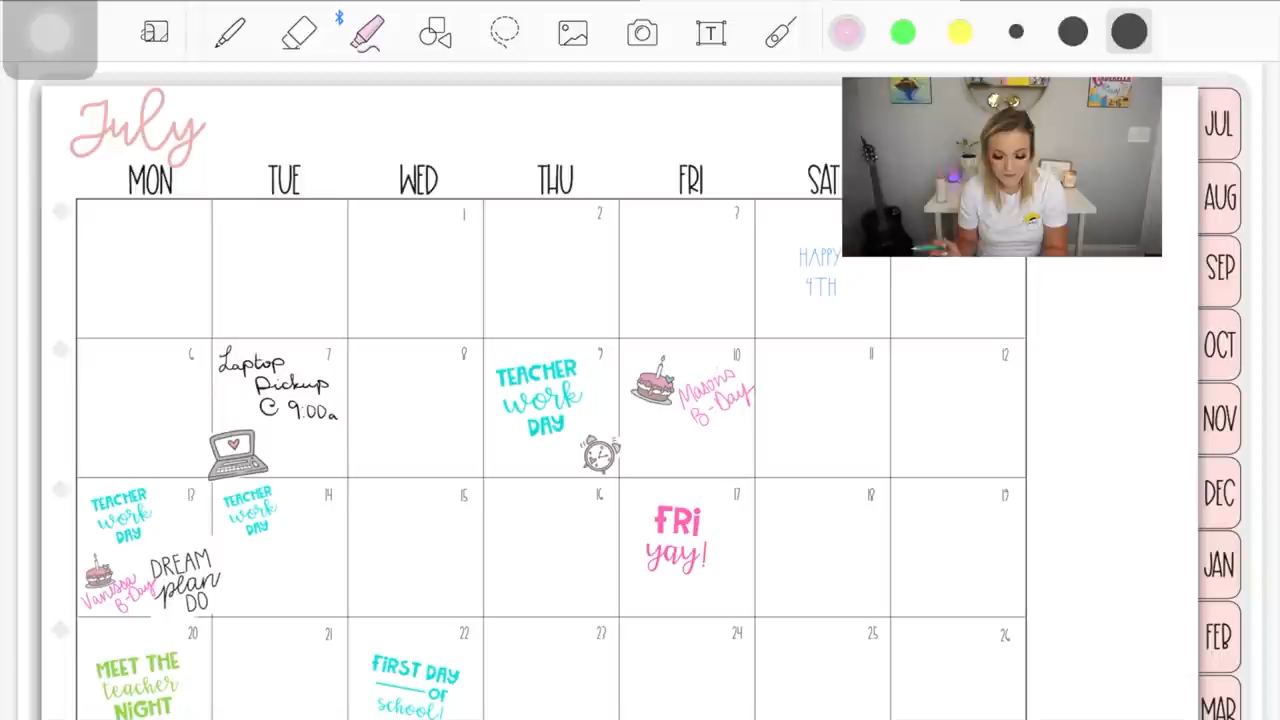 July
MON TUE WED THU FRI SAT
1 2 7
HAPPY
4TH
6 7 8 9 10 11 12
Laptop
Pickup
@ 9:00a
TEACHER
work
DAY
Mason's
B-Day
13 14 15 16 17 18 19
TEACHER
work
DAY
Vanessa
B-Day
DREAM
plan
DO
TEACHER
work
DAY
FRi
yay!
20 21 22 23 24 25 26
MEET THE
teacher
NiGHT
FiRST DAY
OF
school!
JUL
AUG
SEP
OCT
NOV
DEC
JAN
FEB
MAR
T